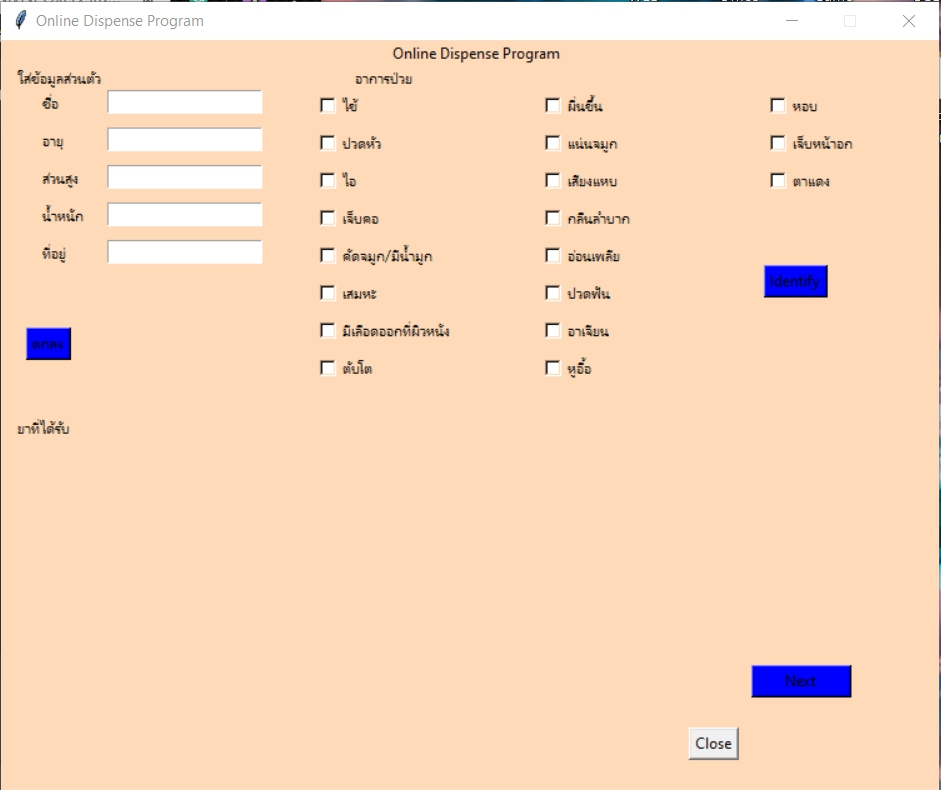 Online Dispense Program
Online Dispense Program
ใส่ข้อมูลส่วนตัว
อาการป่วย
ชื่อ
ไข้
ผื่นขึ้น
หอบ
อายุ
ปวดหัว
แน่นจมูก
เจ็บหน้าอก
ส่วนสูง
ไอ
เสียงแหบ
ตาแดง
น้ำหนัก
เจ็บคอ
กลืนลำบาก
ที่อยู่
คัดจมูก/มีน้ำมูก
อ่อนเพลีย
Identify
เสมหะ
ปวดฟัน
ตกลง
มีเลือดออกที่ผิวหนัง
อาเจียน
ตับโต
หูอื้อ
ยาที่ได้รับ
Next
Close